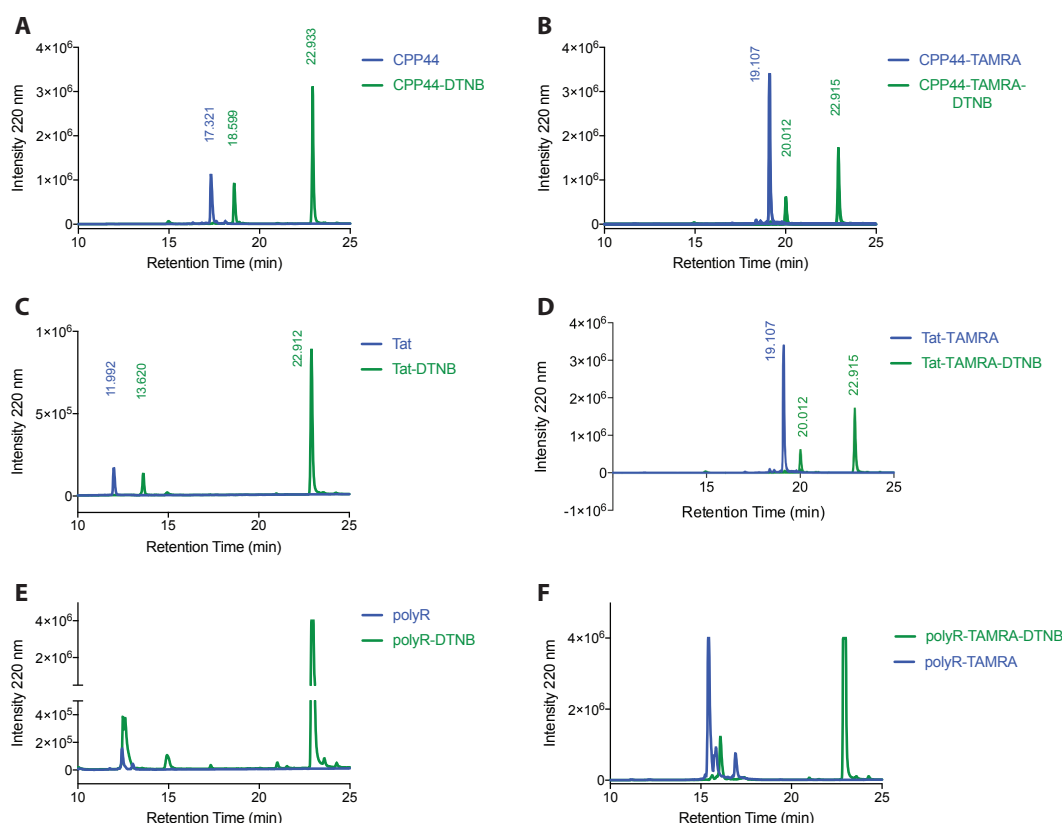 A
Intensity 220 nm
4×10⁶
3×10⁶
2×10⁶
1×10⁶
0
17.321
18.599
22.933
CPP44
CPP44-DTNB
10
15
20
25
Retention Time (min)
B
Intensity 220 nm
4×10⁶
3×10⁶
2×10⁶
1×10⁶
0
19.107
20.012
22.915
CPP44-TAMRA
CPP44-TAMRA-
DTNB
10
15
20
25
Retention Time (min)
C
Intensity 220 nm
1×10⁶
5×10⁵
0
11.992
13.620
22.912
Tat
Tat-DTNB
10
15
20
25
Retention Time (min)
D
Intensity 220 nm
4×10⁶
3×10⁶
2×10⁶
1×10⁶
0
-1×10⁶
19.107
20.012
22.915
Tat-TAMRA
Tat-TAMRA-DTNB
15
20
25
Retention Time (min)
E
Intensity 220 nm
4×10⁶
2×10⁶
4×10⁵
2×10⁵
0
polyR
polyR-DTNB
10
15
20
25
Retention Time (min)
F
Intensity 220 nm
4×10⁶
2×10⁶
0
polyR-TAMRA-DTNB
polyR-TAMRA
10
15
20
25
Retention Time (min)